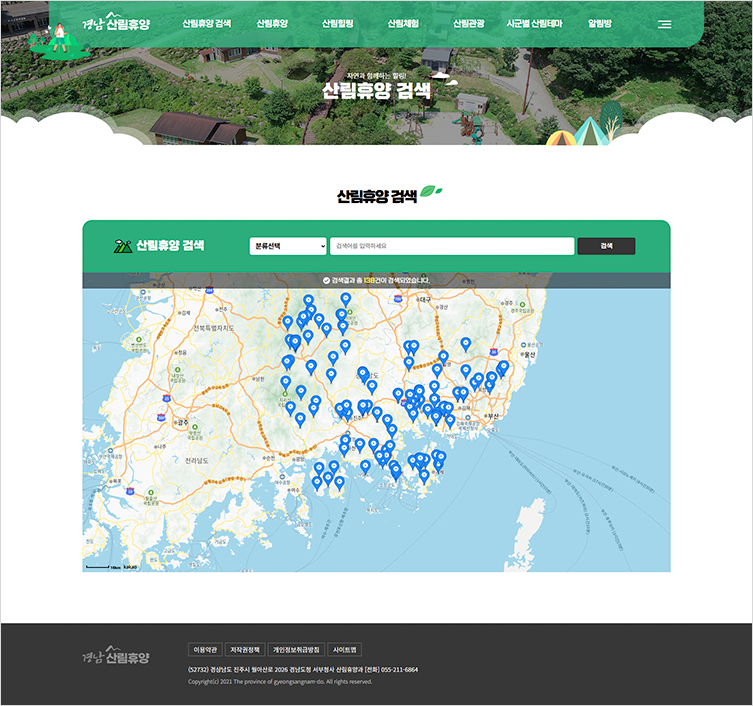 경남 산림휴양
산림휴양 검색
산림휴양
산림힐링
산림체험
산림관광
시군별 산림테마
알림방
자연과 함께하는 힐링!
산림휴양 검색
산림휴양 검색
산림휴양 검색
분류선택
검색어를 입력하세요
검색
검색결과 총 138건이 검색되었습니다.
대구
전북특별자치도
울산
광주
부산
전라남도
경남 산림휴양
이용약관
저작권정책
개인정보취급방침
사이트맵
(52732) 경상남도 진주시 월아산로 2026 경남도청 서부청사 산림휴양과 [전화] 055-211-6864
Copyright(c) 2021 The province of gyeongsangnam-do. All rights reserved.